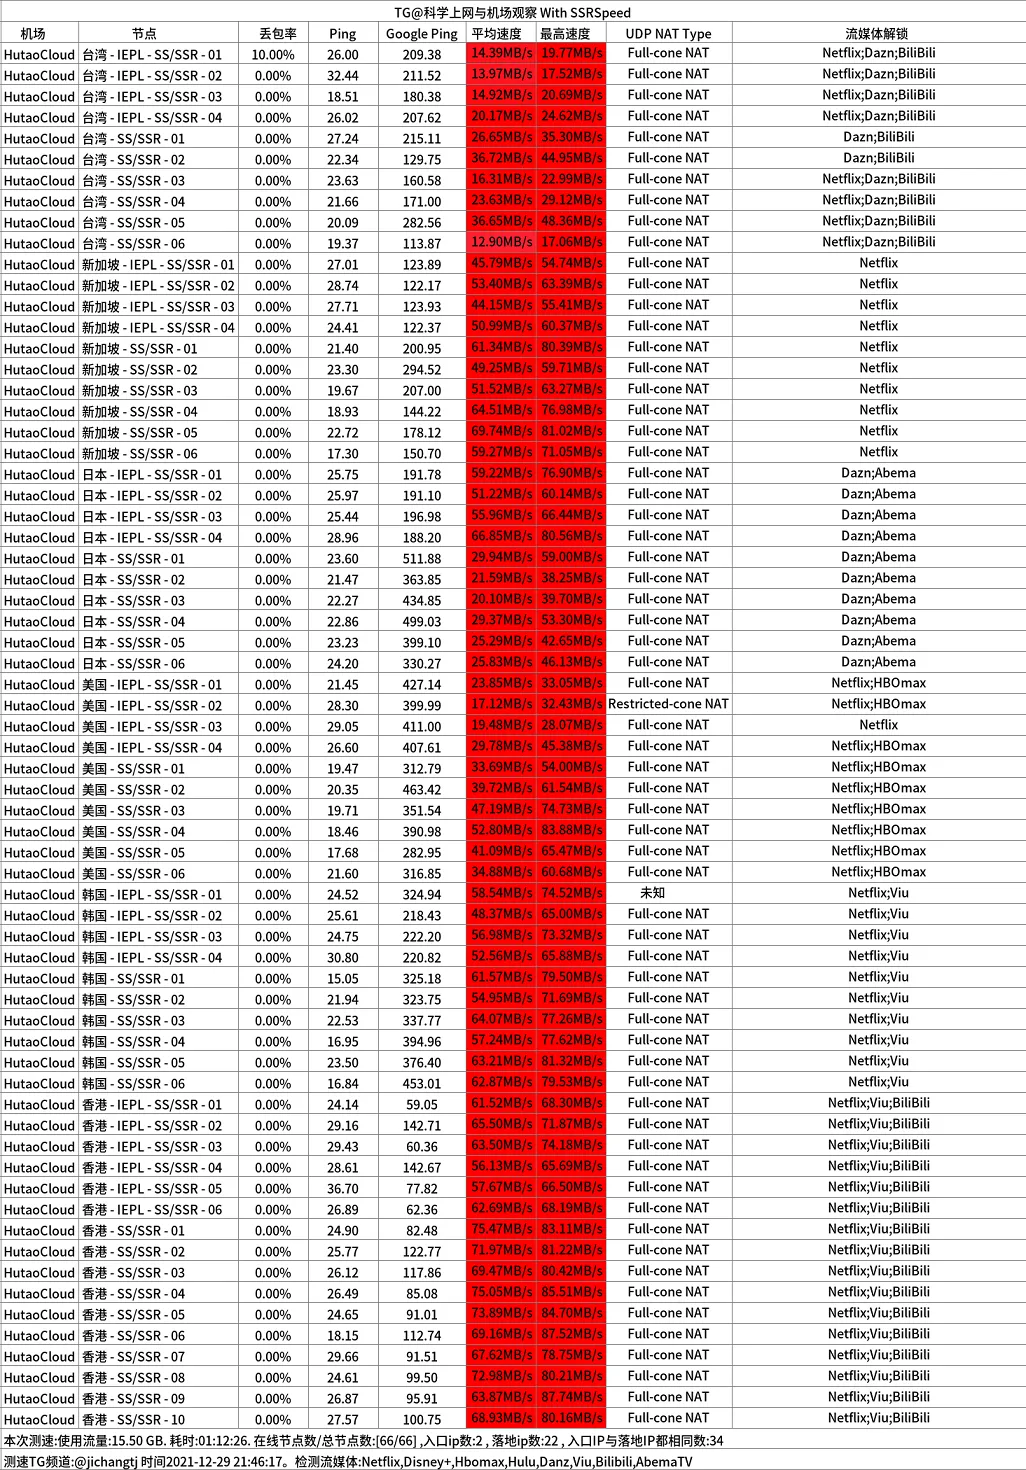 TG@科学上网与机场观察 With SSRSpeed
机场 节点 丢包率 Ping Google Ping 平均速度 最高速度 UDP NAT Type 流媒体解锁
HutaoCloud 台湾 - IEPL - SS/SSR - 01 10.00% 26.00 209.38 14.39MB/s 19.77MB/s Full-cone NAT Netflix;Dazn;BiliBili
HutaoCloud 台湾 - IEPL - SS/SSR - 02 0.00% 32.44 211.52 13.97MB/s 17.52MB/s Full-cone NAT Netflix;Dazn;BiliBili
HutaoCloud 台湾 - IEPL - SS/SSR - 03 0.00% 18.51 180.38 14.92MB/s 20.69MB/s Full-cone NAT Netflix;Dazn;BiliBili
HutaoCloud 台湾 - IEPL - SS/SSR - 04 0.00% 26.02 207.62 20.17MB/s 24.62MB/s Full-cone NAT Netflix;Dazn;BiliBili
HutaoCloud 台湾 - SS/SSR - 01 0.00% 27.24 215.11 26.65MB/s 35.30MB/s Full-cone NAT Dazn;BiliBili
HutaoCloud 台湾 - SS/SSR - 02 0.00% 22.34 129.75 36.72MB/s 44.95MB/s Full-cone NAT Dazn;BiliBili
HutaoCloud 台湾 - SS/SSR - 03 0.00% 23.63 160.58 16.31MB/s 22.99MB/s Full-cone NAT Netflix;Dazn;BiliBili
HutaoCloud 台湾 - SS/SSR - 04 0.00% 21.66 171.00 23.63MB/s 29.12MB/s Full-cone NAT Netflix;Dazn;BiliBili
HutaoCloud 台湾 - SS/SSR - 05 0.00% 20.09 282.56 36.65MB/s 48.36MB/s Full-cone NAT Netflix;Dazn;BiliBili
HutaoCloud 台湾 - SS/SSR - 06 0.00% 19.37 113.87 12.90MB/s 17.06MB/s Full-cone NAT Netflix;Dazn;BiliBili
HutaoCloud 新加坡 - IEPL - SS/SSR - 01 0.00% 27.01 123.89 45.79MB/s 54.74MB/s Full-cone NAT Netflix
HutaoCloud 新加坡 - IEPL - SS/SSR - 02 0.00% 28.74 122.17 53.40MB/s 63.39MB/s Full-cone NAT Netflix
HutaoCloud 新加坡 - IEPL - SS/SSR - 03 0.00% 27.71 123.93 44.15MB/s 55.41MB/s Full-cone NAT Netflix
HutaoCloud 新加坡 - IEPL - SS/SSR - 04 0.00% 24.41 122.37 50.99MB/s 60.37MB/s Full-cone NAT Netflix
HutaoCloud 新加坡 - SS/SSR - 01 0.00% 21.40 200.95 61.34MB/s 80.39MB/s Full-cone NAT Netflix
HutaoCloud 新加坡 - SS/SSR - 02 0.00% 23.30 294.52 49.25MB/s 59.71MB/s Full-cone NAT Netflix
HutaoCloud 新加坡 - SS/SSR - 03 0.00% 19.67 207.00 51.52MB/s 63.27MB/s Full-cone NAT Netflix
HutaoCloud 新加坡 - SS/SSR - 04 0.00% 18.93 144.22 64.51MB/s 76.98MB/s Full-cone NAT Netflix
HutaoCloud 新加坡 - SS/SSR - 05 0.00% 22.72 178.12 69.74MB/s 81.02MB/s Full-cone NAT Netflix
HutaoCloud 新加坡 - SS/SSR - 06 0.00% 17.30 150.70 59.27MB/s 71.05MB/s Full-cone NAT Netflix
HutaoCloud 日本 - IEPL - SS/SSR - 01 0.00% 25.75 191.78 59.22MB/s 76.90MB/s Full-cone NAT Dazn;Abema
HutaoCloud 日本 - IEPL - SS/SSR - 02 0.00% 25.97 191.10 51.22MB/s 60.14MB/s Full-cone NAT Dazn;Abema
HutaoCloud 日本 - IEPL - SS/SSR - 03 0.00% 25.44 196.98 55.96MB/s 66.44MB/s Full-cone NAT Dazn;Abema
HutaoCloud 日本 - IEPL - SS/SSR - 04 0.00% 28.96 188.20 66.85MB/s 80.56MB/s Full-cone NAT Dazn;Abema
HutaoCloud 日本 - SS/SSR - 01 0.00% 23.60 511.88 29.94MB/s 59.00MB/s Full-cone NAT Dazn;Abema
HutaoCloud 日本 - SS/SSR - 02 0.00% 21.47 363.85 21.59MB/s 38.25MB/s Full-cone NAT Dazn;Abema
HutaoCloud 日本 - SS/SSR - 03 0.00% 22.27 434.85 20.10MB/s 39.70MB/s Full-cone NAT Dazn;Abema
HutaoCloud 日本 - SS/SSR - 04 0.00% 22.86 499.03 29.37MB/s 53.30MB/s Full-cone NAT Dazn;Abema
HutaoCloud 日本 - SS/SSR - 05 0.00% 23.23 399.10 25.29MB/s 42.65MB/s Full-cone NAT Dazn;Abema
HutaoCloud 日本 - SS/SSR - 06 0.00% 24.20 330.27 25.83MB/s 46.13MB/s Full-cone NAT Dazn;Abema
HutaoCloud 美国 - IEPL - SS/SSR - 01 0.00% 21.45 427.14 23.85MB/s 33.05MB/s Full-cone NAT Netflix;HBOmax
HutaoCloud 美国 - IEPL - SS/SSR - 02 0.00% 28.30 399.99 17.12MB/s 32.43MB/s Restricted-cone NAT Netflix;HBOmax
HutaoCloud 美国 - IEPL - SS/SSR - 03 0.00% 29.05 411.00 19.48MB/s 28.07MB/s Full-cone NAT Netflix
HutaoCloud 美国 - IEPL - SS/SSR - 04 0.00% 26.60 407.61 29.78MB/s 45.38MB/s Full-cone NAT Netflix;HBOmax
HutaoCloud 美国 - SS/SSR - 01 0.00% 19.47 312.79 33.69MB/s 54.00MB/s Full-cone NAT Netflix;HBOmax
HutaoCloud 美国 - SS/SSR - 02 0.00% 20.35 463.42 39.72MB/s 61.54MB/s Full-cone NAT Netflix;HBOmax
HutaoCloud 美国 - SS/SSR - 03 0.00% 19.71 351.54 47.19MB/s 74.73MB/s Full-cone NAT Netflix;HBOmax
HutaoCloud 美国 - SS/SSR - 04 0.00% 18.46 390.98 52.80MB/s 83.88MB/s Full-cone NAT Netflix;HBOmax
HutaoCloud 美国 - SS/SSR - 05 0.00% 17.68 282.95 41.09MB/s 65.47MB/s Full-cone NAT Netflix;HBOmax
HutaoCloud 美国 - SS/SSR - 06 0.00% 21.60 316.85 34.88MB/s 60.68MB/s Full-cone NAT Netflix;HBOmax
HutaoCloud 韩国 - IEPL - SS/SSR - 01 0.00% 24.52 324.94 58.54MB/s 74.52MB/s 未知 Netflix;Viu
HutaoCloud 韩国 - IEPL - SS/SSR - 02 0.00% 25.61 218.43 48.37MB/s 65.00MB/s Full-cone NAT Netflix;Viu
HutaoCloud 韩国 - IEPL - SS/SSR - 03 0.00% 24.75 222.20 56.98MB/s 73.32MB/s Full-cone NAT Netflix;Viu
HutaoCloud 韩国 - IEPL - SS/SSR - 04 0.00% 30.80 220.82 52.56MB/s 65.88MB/s Full-cone NAT Netflix;Viu
HutaoCloud 韩国 - SS/SSR - 01 0.00% 15.05 325.18 61.57MB/s 79.50MB/s Full-cone NAT Netflix;Viu
HutaoCloud 韩国 - SS/SSR - 02 0.00% 21.94 323.75 54.95MB/s 71.69MB/s Full-cone NAT Netflix;Viu
HutaoCloud 韩国 - SS/SSR - 03 0.00% 22.53 337.77 64.07MB/s 77.26MB/s Full-cone NAT Netflix;Viu
HutaoCloud 韩国 - SS/SSR - 04 0.00% 16.95 394.96 57.24MB/s 77.62MB/s Full-cone NAT Netflix;Viu
HutaoCloud 韩国 - SS/SSR - 05 0.00% 23.50 376.40 63.21MB/s 81.32MB/s Full-cone NAT Netflix;Viu
HutaoCloud 韩国 - SS/SSR - 06 0.00% 16.84 453.01 62.87MB/s 79.53MB/s Full-cone NAT Netflix;Viu
HutaoCloud 香港 - IEPL - SS/SSR - 01 0.00% 24.14 59.05 61.52MB/s 68.30MB/s Full-cone NAT Netflix;Viu;BiliBili
HutaoCloud 香港 - IEPL - SS/SSR - 02 0.00% 29.16 142.71 65.50MB/s 71.87MB/s Full-cone NAT Netflix;Viu;BiliBili
HutaoCloud 香港 - IEPL - SS/SSR - 03 0.00% 29.43 60.36 63.50MB/s 74.18MB/s Full-cone NAT Netflix;Viu;BiliBili
HutaoCloud 香港 - IEPL - SS/SSR - 04 0.00% 28.61 142.67 56.13MB/s 65.69MB/s Full-cone NAT Netflix;Viu;BiliBili
HutaoCloud 香港 - IEPL - SS/SSR - 05 0.00% 36.70 77.82 57.67MB/s 66.50MB/s Full-cone NAT Netflix;Viu;BiliBili
HutaoCloud 香港 - IEPL - SS/SSR - 06 0.00% 26.89 62.36 62.69MB/s 68.19MB/s Full-cone NAT Netflix;Viu;BiliBili
HutaoCloud 香港 - SS/SSR - 01 0.00% 24.90 82.48 75.47MB/s 83.11MB/s Full-cone NAT Netflix;Viu;BiliBili
HutaoCloud 香港 - SS/SSR - 02 0.00% 25.77 122.77 71.97MB/s 81.22MB/s Full-cone NAT Netflix;Viu;BiliBili
HutaoCloud 香港 - SS/SSR - 03 0.00% 26.12 117.86 69.47MB/s 80.42MB/s Full-cone NAT Netflix;Viu;BiliBili
HutaoCloud 香港 - SS/SSR - 04 0.00% 26.49 85.08 75.05MB/s 85.51MB/s Full-cone NAT Netflix;Viu;BiliBili
HutaoCloud 香港 - SS/SSR - 05 0.00% 24.65 91.01 73.89MB/s 84.70MB/s Full-cone NAT Netflix;Viu;BiliBili
HutaoCloud 香港 - SS/SSR - 06 0.00% 18.15 112.74 69.16MB/s 87.52MB/s Full-cone NAT Netflix;Viu;BiliBili
HutaoCloud 香港 - SS/SSR - 07 0.00% 29.66 91.51 67.62MB/s 78.75MB/s Full-cone NAT Netflix;Viu;BiliBili
HutaoCloud 香港 - SS/SSR - 08 0.00% 24.61 99.50 72.98MB/s 80.21MB/s Full-cone NAT Netflix;Viu;BiliBili
HutaoCloud 香港 - SS/SSR - 09 0.00% 26.87 95.91 63.87MB/s 87.74MB/s Full-cone NAT Netflix;Viu;BiliBili
HutaoCloud 香港 - SS/SSR - 10 0.00% 27.57 100.75 68.93MB/s 80.16MB/s Full-cone NAT Netflix;Viu;BiliBili
本次测速:使用流量:15.50 GB. 耗时:01:12:26. 在线节点数/总节点数:[66/66] ,入口ip数:2 , 落地ip数:22 , 入口IP与落地IP都相同数:34
测速TG频道:@jichangtj 时间2021-12-29 21:46:17。检测流媒体:Netflix,Disney+,Hbomax,Hulu,Danz,Viu,Bilibili,AbemaTV